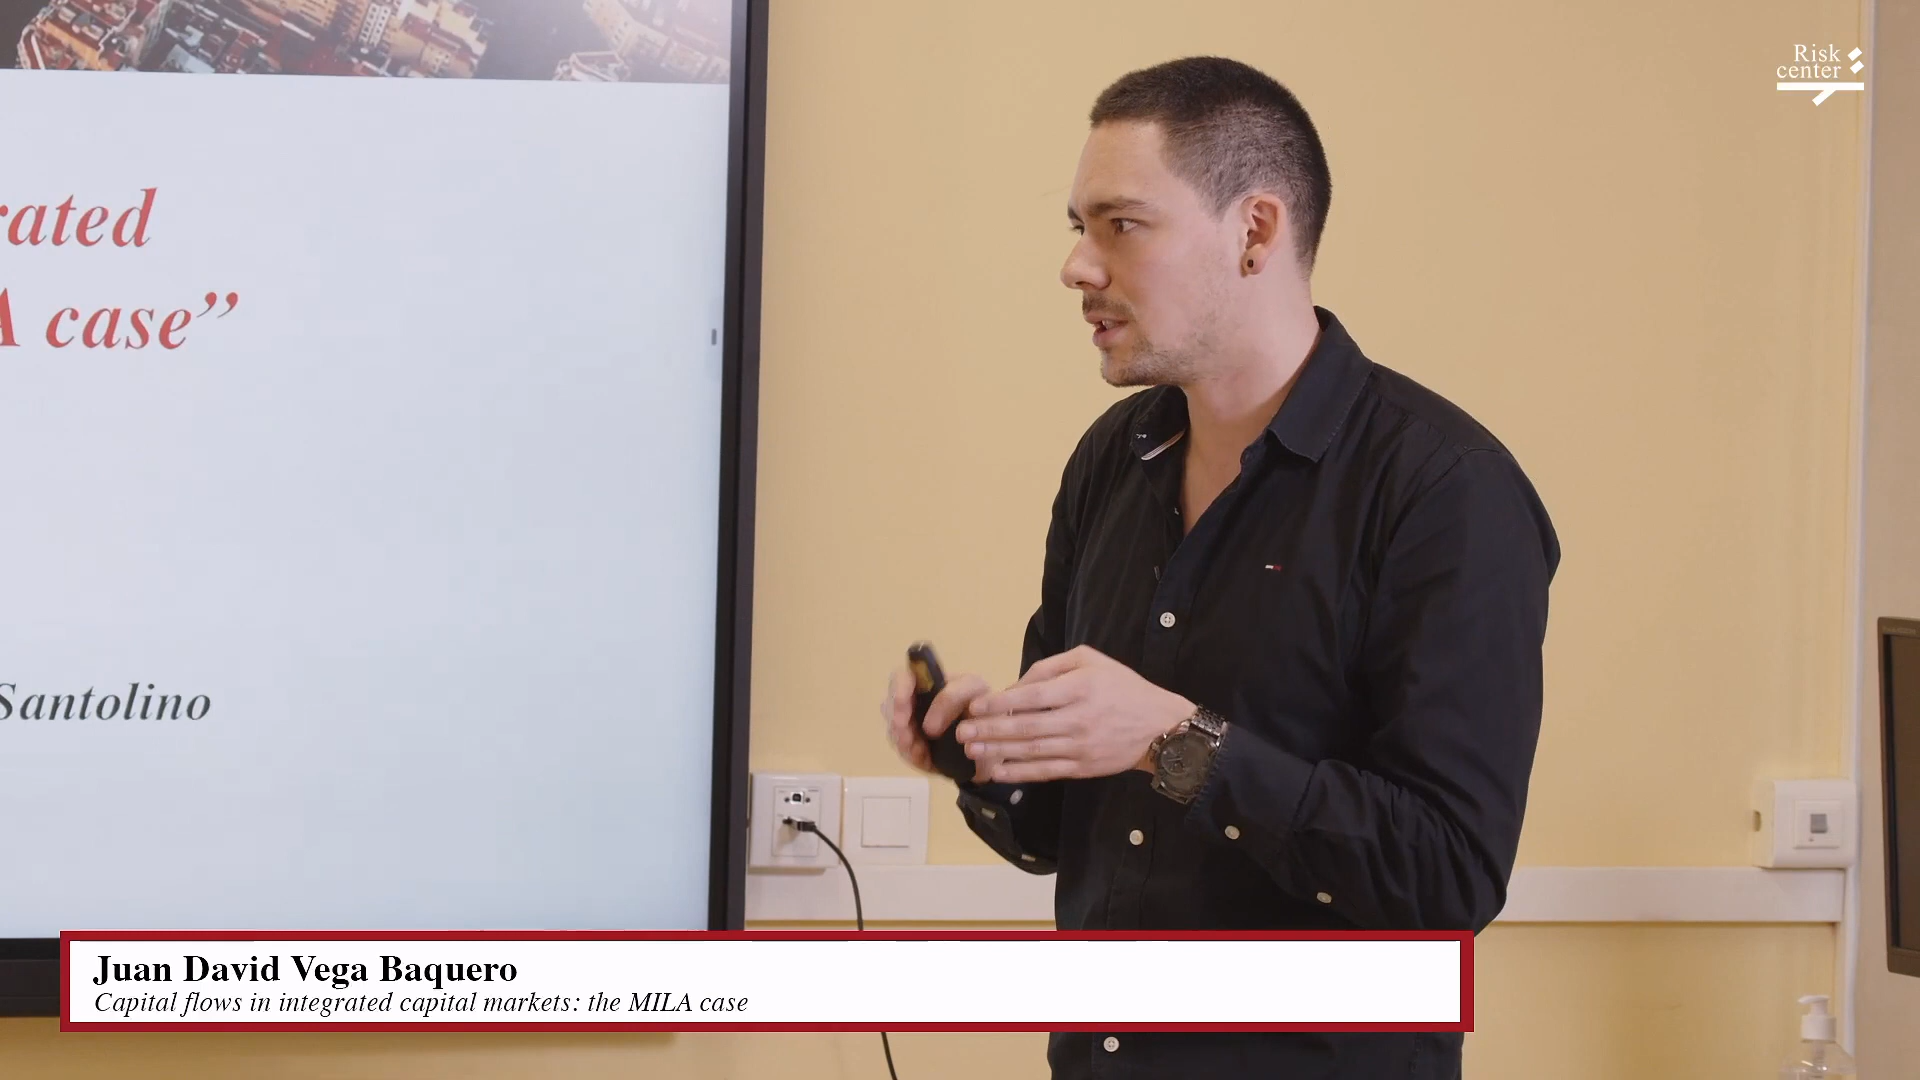 Risk
center
rated
A case”
Santolino
Juan David Vega Baquero
Capital flows in integrated capital markets: the MILA case